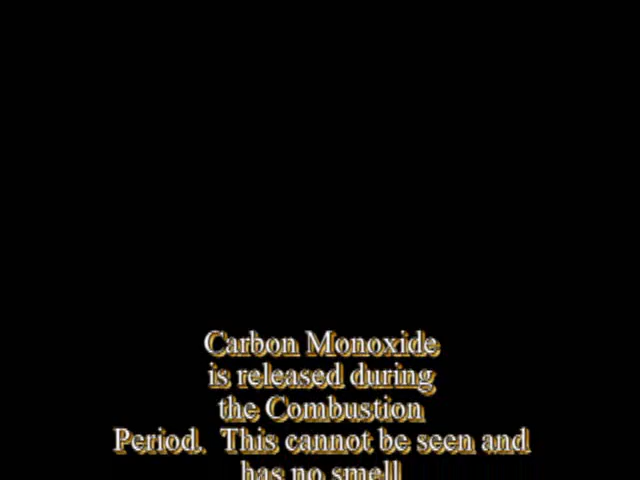 Carbon Monoxide
is released during
the Combustion
Period.  This cannot be seen and
has no smell